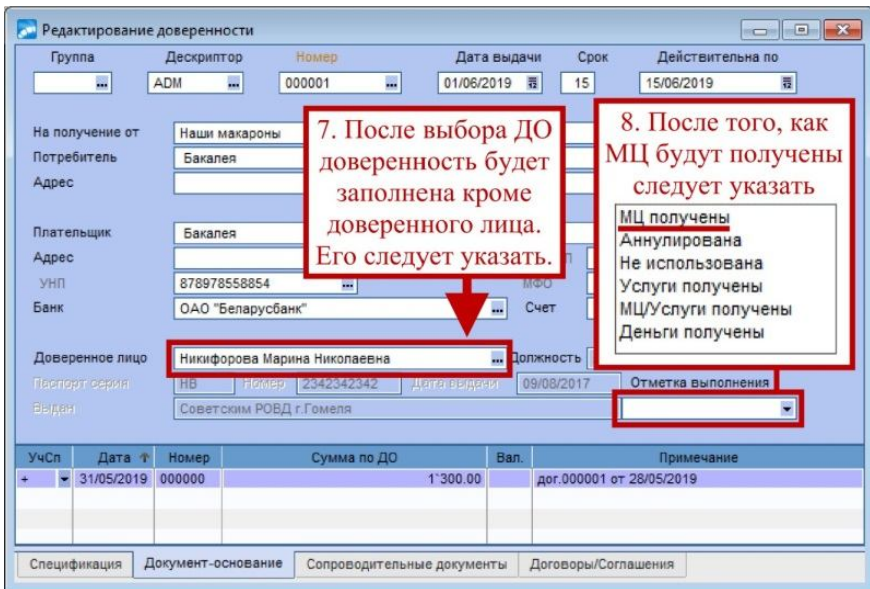 Редактирование доверенности
Группа Дескриптор Номер Дата выдачи Срок Действительна по
ADM 000001 01/06/2019 15 15/06/2019
На получение от Наши макароны
Потребитель Бакалея
Адрес
Плательщик Бакалея
Адрес
УНП 878978558854 МФО
Банк ОАО "Беларусбанк" Счет
7. После выбора ДО
доверенность будет
заполнена кроме
доверенного лица.
Его следует указать.
8. После того, как
МЦ будут получены
следует указать
МЦ получены
Аннулирована
Не использована
Услуги получены
МЦ/Услуги получены
Деньги получены
Доверенное лицо Никифорова Марина Николаевна Должность
Паспорт серия НВ Номер 2342342342 Дата выдачи 09/08/2017 Отметка выполнения
Выдан Советским РОВД г.Гомеля
УчСп Дата Номер Сумма по ДО Вал. Примечание
+ 31/05/2019 000000 1`300.00 дог.000001 от 28/05/2019
Спецификация Документ-основание Сопроводительные документы Договоры/Соглашения